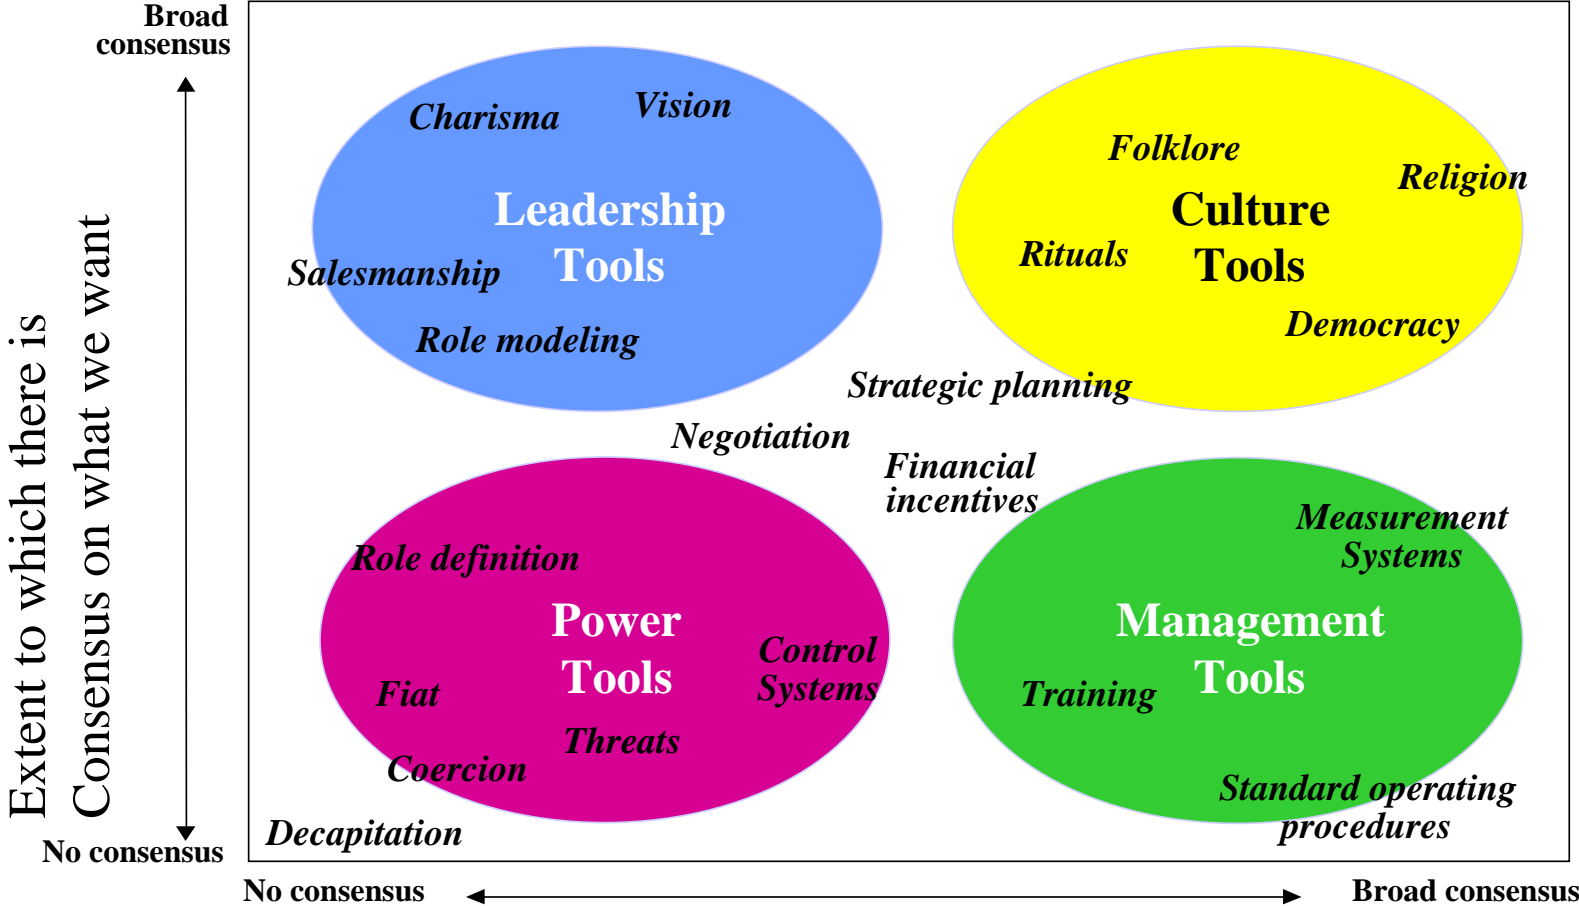 Broad
consensus
Extent to which there is
Consensus on what we want
No consensus
Charisma
Vision
Leadership
Tools
Salesmanship
Role modeling
Folklore
Religion
Culture
Tools
Rituals
Democracy
Strategic planning
Negotiation
Financial
incentives
Role definition
Power
Tools
Control
Systems
Fiat
Threats
Coercion
Decapitation
Measurement
Systems
Management
Tools
Training
Standard operating
procedures
No consensus
Broad consensus